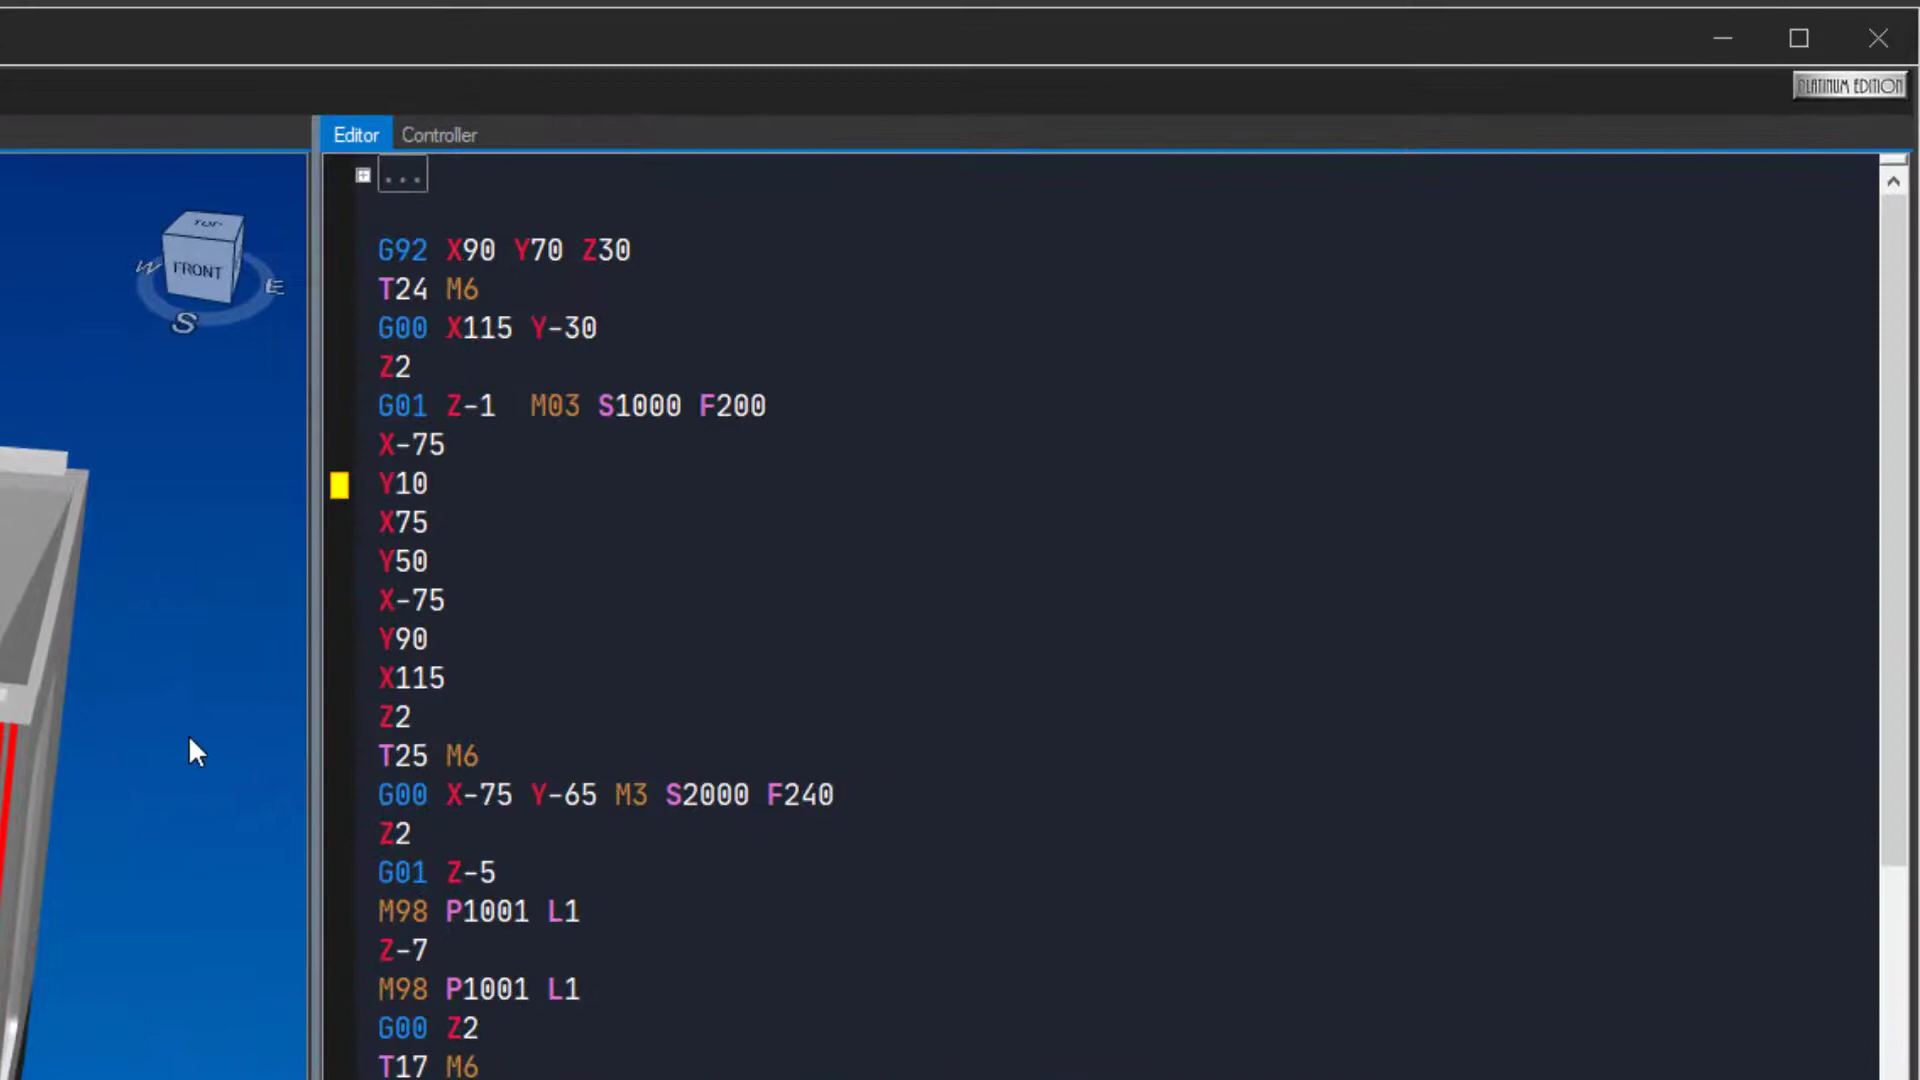 PLATINUM EDITION
Editor Controller
...
TOP
FRONT
W
E
S
G92 X90 Y70 Z30
T24 M6
G00 X115 Y-30
Z2
G01 Z-1 M03 S1000 F200
X-75
Y10
X75
Y50
X-75
Y90
X115
Z2
T25 M6
G00 X-75 Y-65 M3 S2000 F240
Z2
G01 Z-5
M98 P1001 L1
Z-7
M98 P1001 L1
G00 Z2
T17 M6